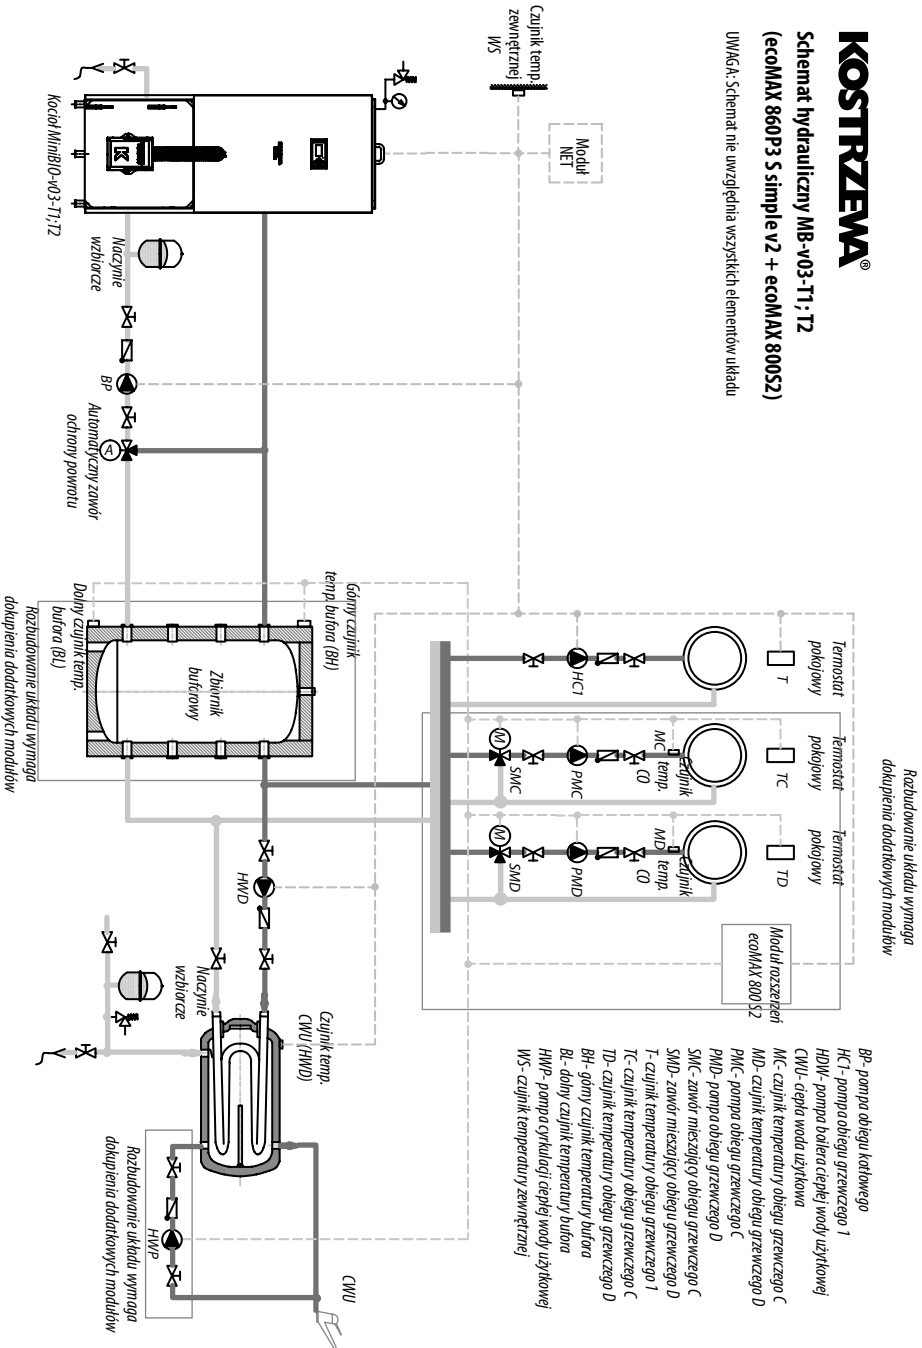 KOSTRZEWA®
Schemat hydrauliczny MB-v03-T1; T2
(ecoMAX 860P3 S simple v2 + ecoMAX 800S2)
UWAGA: Schemat nie uwzględnia wszystkich elementów układu
Czujnik temp.
zewnętrznej
WS
Moduł
NET
Kocioł MiniBIO-v03-T1;T2
Naczynie
wzbiorcze
BP
Automatyczny zawór
ochrony powrotu
A
Górny czujnik
temp. bufora (BH)
Dolny czujnik temp.
bufora (BL)
Rozbudowanie układu wymaga
dokupienia dodatkowych modułów
Zbiornik
buforowy
Termostat
pokojowy
T
HC1
Termostat
pokojowy
TC
Czujnik
temp.
CO
MC
M
SMC
PMC
Termostat
pokojowy
TD
Czujnik
temp.
CO
MD
M
SMD
PMD
Rozbudowanie układu wymaga
dokupienia dodatkowych modułów
Moduł rozszerzeń
ecoMAX 800 S2
HWD
Naczynie
wzbiorcze
Czujnik temp.
CWU (HWD)
HWP
Rozbudowanie układu wymaga
dokupienia dodatkowych modułów
CWU
BP- pompa obiegu kotłowego
HC1- pompa obiegu grzewczego 1
HDW- pompa boilera ciepłej wody użytkowej
CWU- ciepła woda użytkowa
MC- czujnik temperatury obiegu grzewczego C
MD- czujnik temperatury obiegu grzewczego D
PMC- pompa obiegu grzewczego C
PMD- pompa obiegu grzewczego D
SMC- zawór mieszający obiegu grzewczego C
SMD- zawór mieszający obiegu grzewczego D
T- czujnik temperatury obiegu grzewczego 1
TC- czujnik temperatury obiegu grzewczego C
TD- czujnik temperatury obiegu grzewczego D
BH- górny czujnik temperatury bufora
BL- dolny czujnik temperatury bufora
HWP- pompa cyrkulacji ciepłej wody użytkowej
WS- czujnik temperatury zewnętrznej